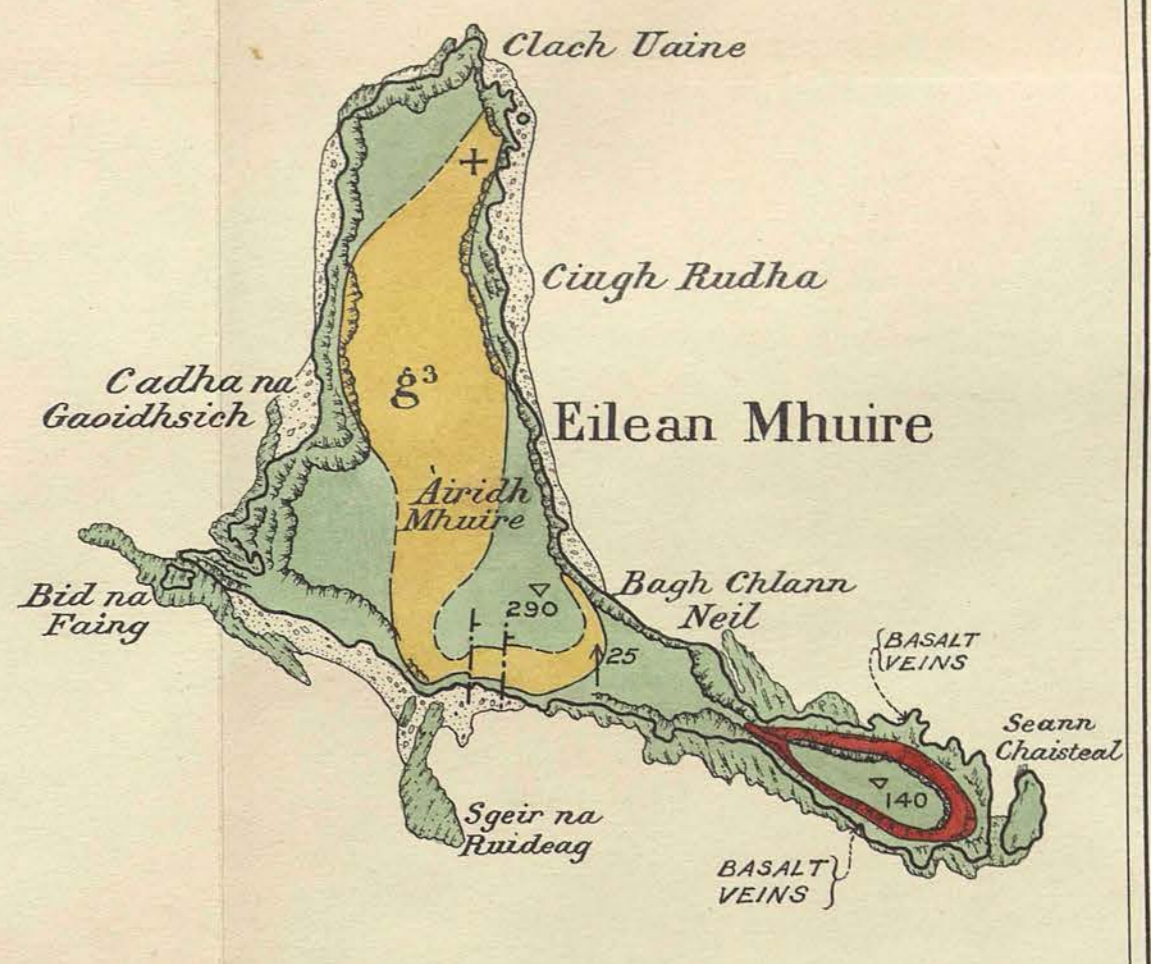 Clach Uaine
Ciugh Rudha
Cadha na
Gaoidhsich
g³
Eilean Mhuire
Àiridh
Mhuire
Bid na
Faing
290
Bagh Chlann
Neil
25
BASALT
VEINS
Seann
Chaisteal
140
Sgeir na
Ruideag
BASALT
VEINS